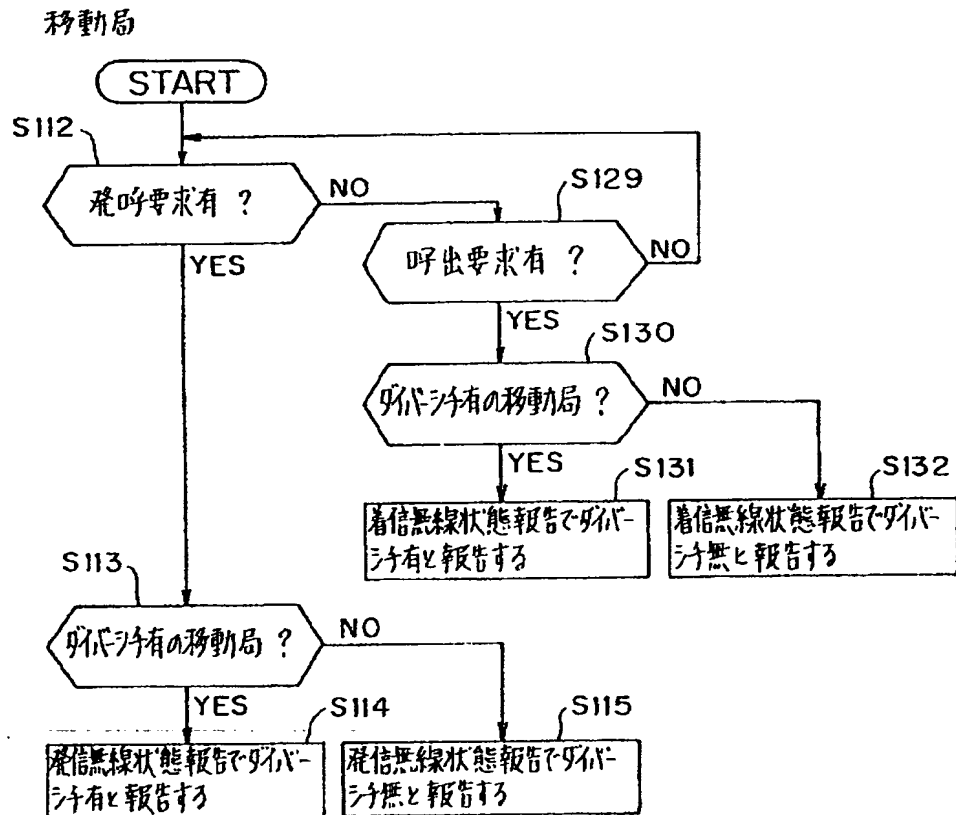 移動局
START
S112
発呼要求有 ?
NO
YES
S129
呼出要求有 ?
NO
YES
S130
ダイバーシチ有の移動局 ?
NO
YES
S131
着信無線状態報告でダイバー
シチ有と報告する
S132
着信無線状態報告でダイバー
シチ無と報告する
S113
ダイバーシチ有の移動局 ?
NO
YES
S114
発信無線状態報告でダイバー
シチ有と報告する
S115
発信無線状態報告でダイバー
シチ無と報告する